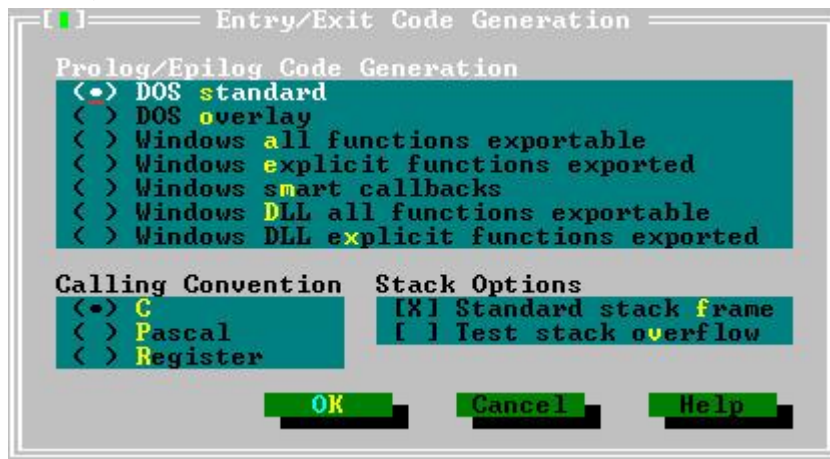 [ ] Entry/Exit Code Generation
Prolog/Epilog Code Generation
(•) DOS standard
( ) DOS overlay
( ) Windows all functions exportable
( ) Windows explicit functions exported
( ) Windows smart callbacks
( ) Windows DLL all functions exportable
( ) Windows DLL explicit functions exported
Calling Convention
(•) C
( ) Pascal
( ) Register
Stack Options
[X] Standard stack frame
[ ] Test stack overflow
OK Cancel Help